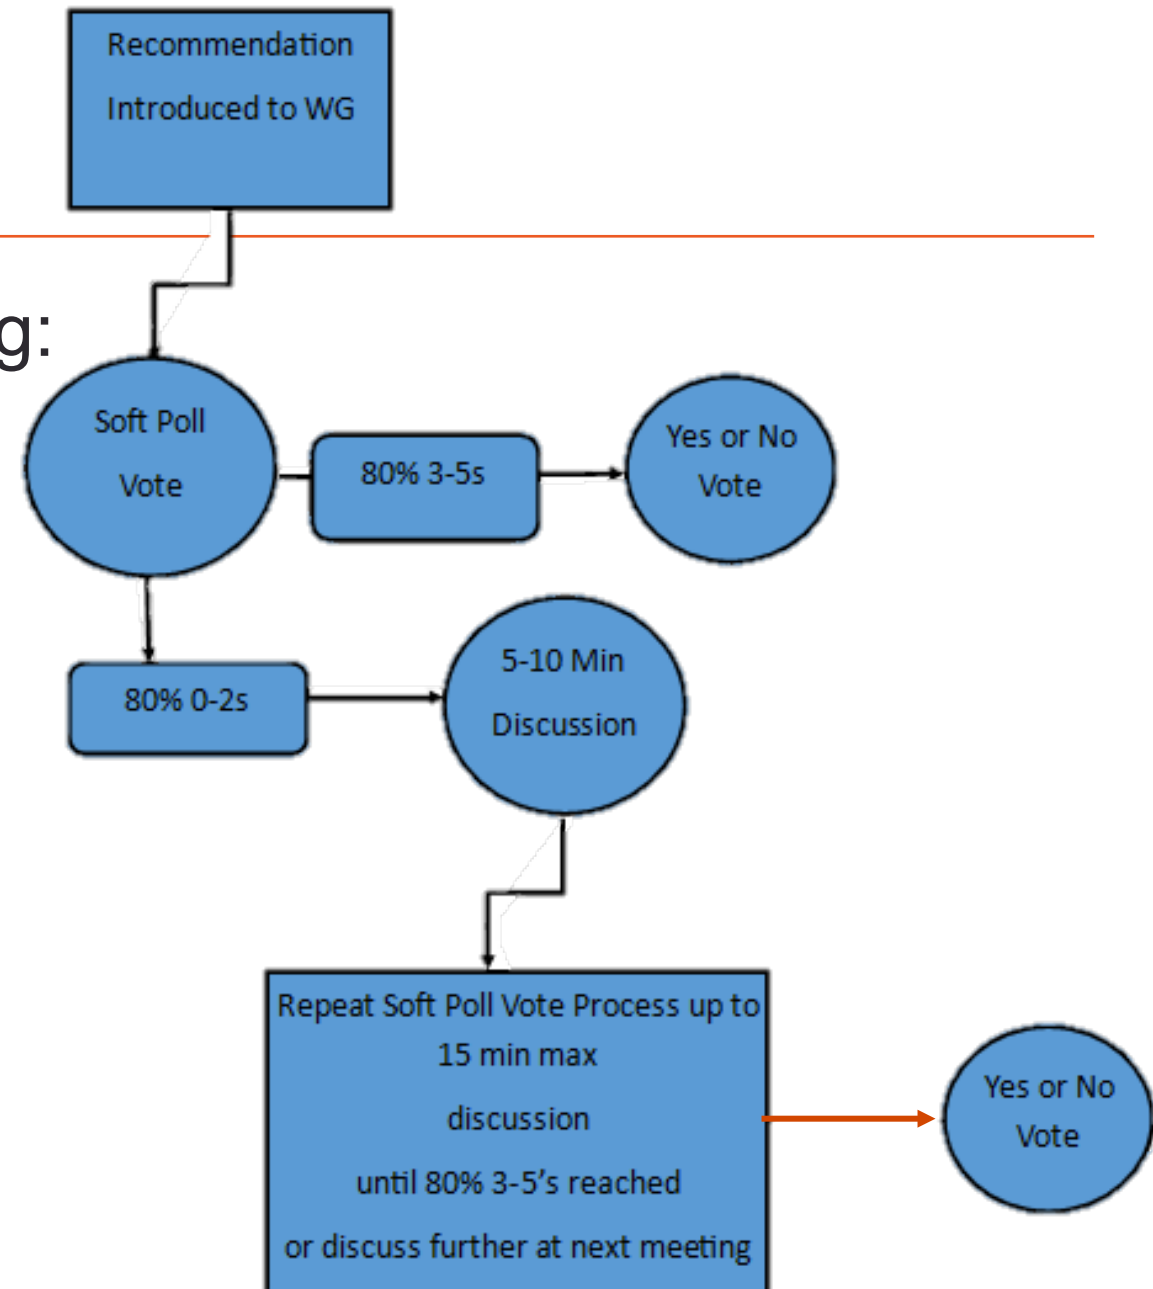 Recommendation
Introduced to WG
g:
Soft Poll
Vote
80% 3-5s
Yes or No
Vote
80% 0-2s
5-10 Min
Discussion
Repeat Soft Poll Vote Process up to
15 min max
discussion
until 80% 3-5’s reached
or discuss further at next meeting
Yes or No
Vote